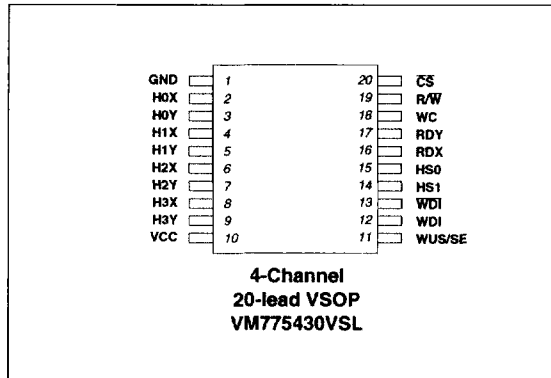 GND 1 20 C̅S̅
H0X 2 19 R/W̅
H0Y 3 18 WC
H1X 4 17 RDY
H1Y 5 16 RDX
H2X 6 15 HS0
H2Y 7 14 HS1
H3X 8 13 W̅D̅I̅
H3Y 9 12 WDI
VCC 10 11 WUS/SE
4-Channel
20-lead VSOP
VM775430VSL